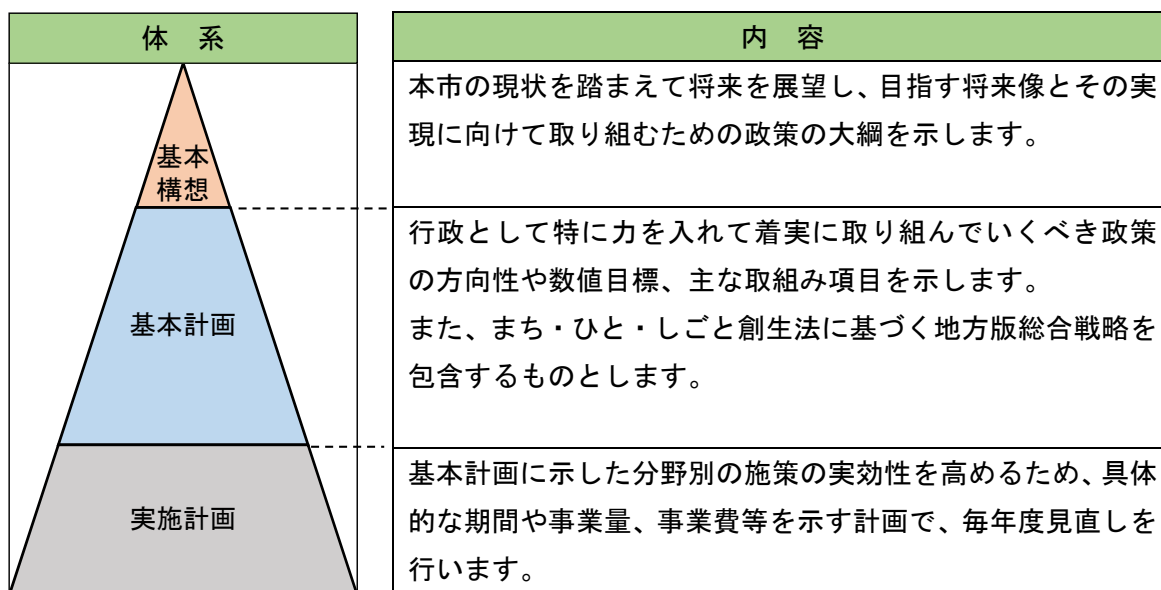 体 系
基本
構想
基本計画
実施計画
内 容
本市の現状を踏まえて将来を展望し、目指す将来像とその実
現に向けて取り組むための政策の大綱を示します。
行政として特に力を入れて着実に取り組んでいくべき政策
の方向性や数値目標、主な取組み項目を示します。
また、まち・ひと・しごと創生法に基づく地方版総合戦略を
包含するものとします。
基本計画に示した分野別の施策の実効性を高めるため、具体
的な期間や事業量、事業費等を示す計画で、毎年度見直しを
行います。